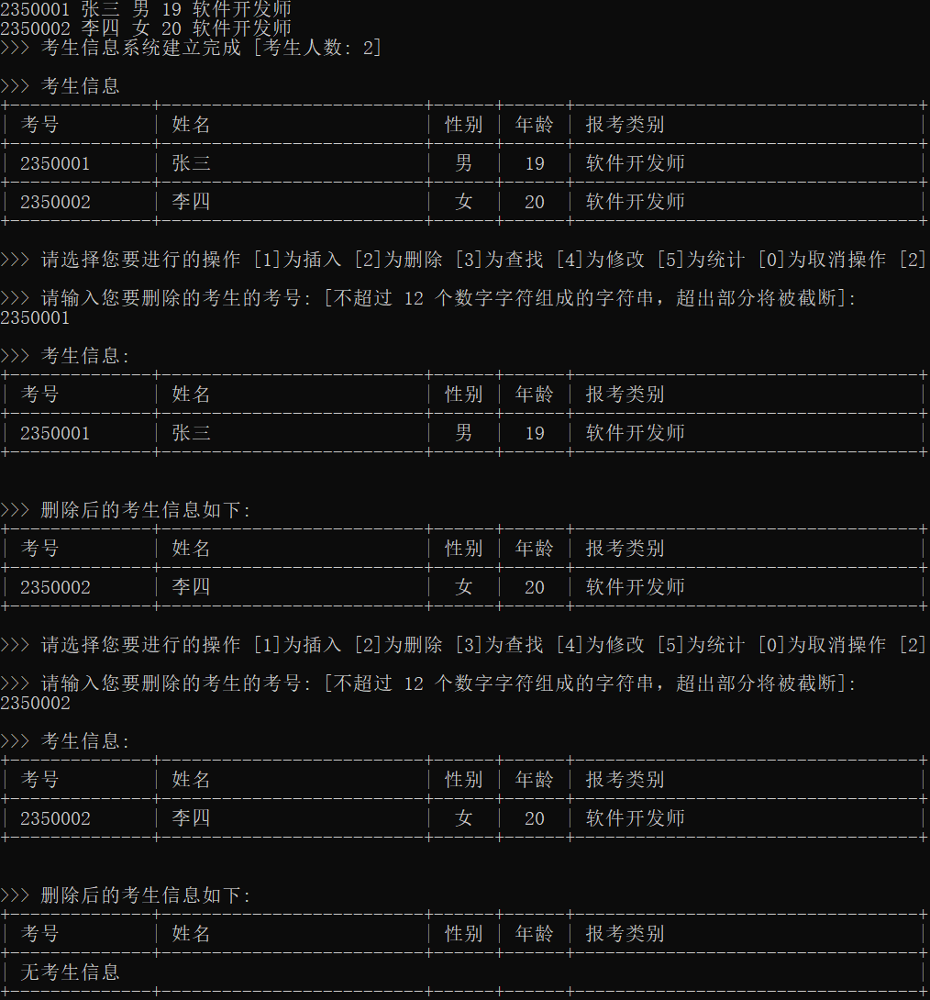 2350001 张三 男 19 软件开发师
2350002 李四 女 20 软件开发师
>>> 考生信息系统建立完成 [考生人数: 2]
>>> 考生信息
| 考号 | 姓名 | 性别 | 年龄 | 报考类别 |
| 2350001 | 张三 | 男 | 19 | 软件开发师 |
| 2350002 | 李四 | 女 | 20 | 软件开发师 |
>>> 请选择您要进行的操作 [1]为插入 [2]为删除 [3]为查找 [4]为修改 [5]为统计 [0]为取消操作 [2]
>>> 请输入您要删除的考生的考号: [不超过 12 个数字字符组成的字符串，超出部分将被截断]:
2350001
>>> 考生信息:
| 考号 | 姓名 | 性别 | 年龄 | 报考类别 |
| 2350001 | 张三 | 男 | 19 | 软件开发师 |
>>> 删除后的考生信息如下:
| 考号 | 姓名 | 性别 | 年龄 | 报考类别 |
| 2350002 | 李四 | 女 | 20 | 软件开发师 |
>>> 请选择您要进行的操作 [1]为插入 [2]为删除 [3]为查找 [4]为修改 [5]为统计 [0]为取消操作 [2]
>>> 请输入您要删除的考生的考号: [不超过 12 个数字字符组成的字符串，超出部分将被截断]:
2350002
>>> 考生信息:
| 考号 | 姓名 | 性别 | 年龄 | 报考类别 |
| 2350002 | 李四 | 女 | 20 | 软件开发师 |
>>> 删除后的考生信息如下:
| 考号 | 姓名 | 性别 | 年龄 | 报考类别 |
| 无考生信息 |